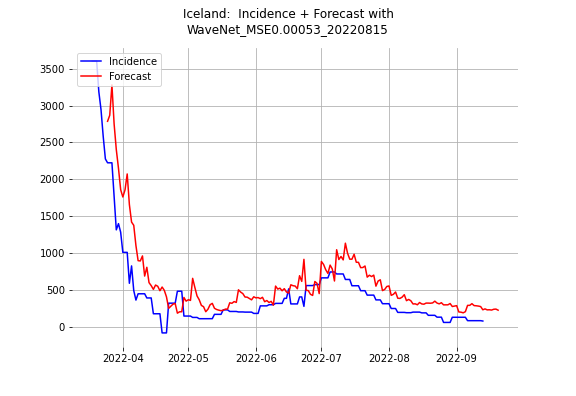 Iceland:  Incidence + Forecast with
WaveNet_MSE0.00053_20220815
Incidence
Forecast
3500
3000
2500
2000
1500
1000
500
0
2022-04 2022-05 2022-06 2022-07 2022-08 2022-09